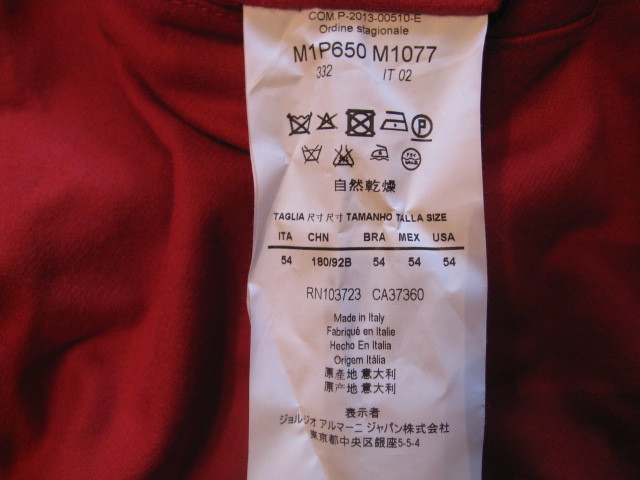 COM.P-2013-00510-E
Ordine stagionale
M1P650 M1077
332 IT 02
自然乾燥
TAGLIA 尺寸 尺寸 TAMANHO TALLA SIZE
ITA CHN BRA MEX USA
54 180/92B 54 54 54
RN103723 CA37360
Made in Italy
Fabriqué en Italie
Hecho En Italia
Origem Itália
原產地 意大利
原产地 意大利
表示者
ジョルジオ アルマーニ ジャパン株式会社
東京都中央区銀座5-5-4